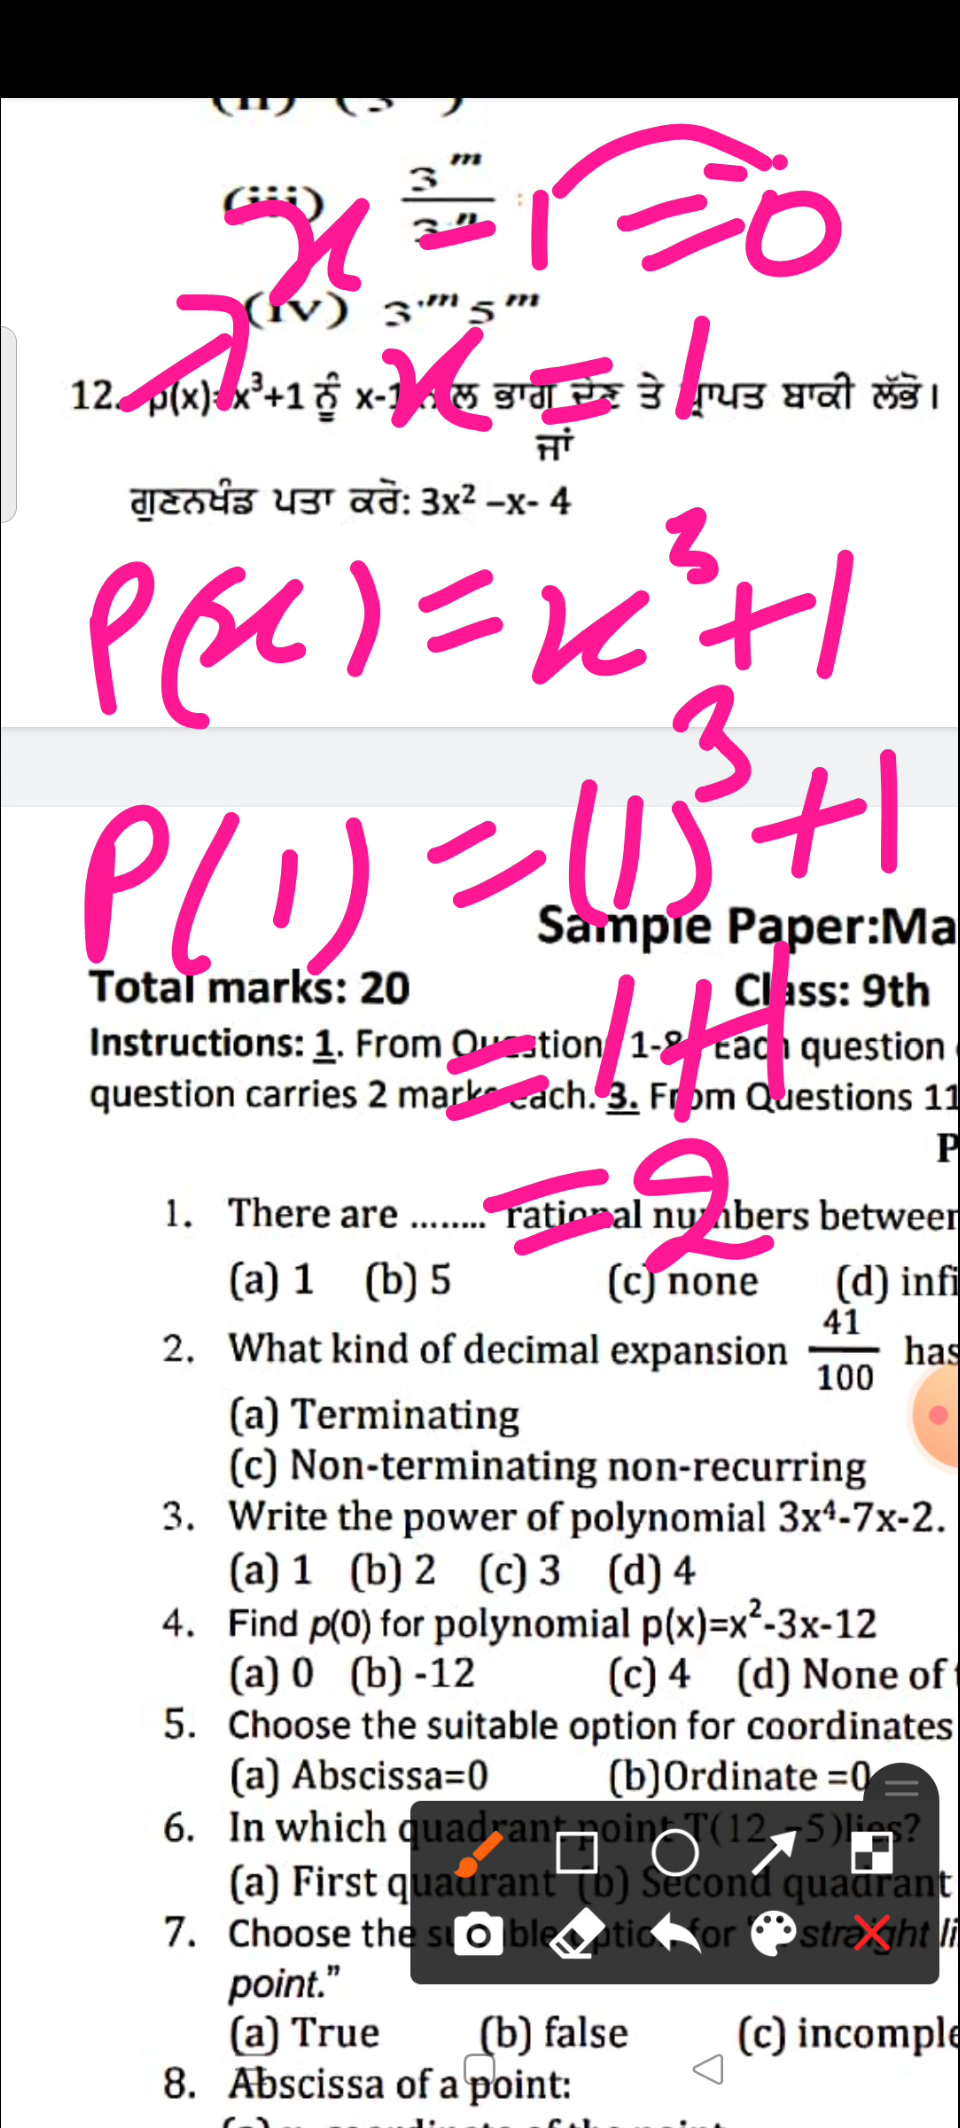 (iii) 3^m
x - 1 = 0
(iv) 3^m 5^m
x = 1
12. p(x)=x³+1 ਨੂੰ x-1 ਨਾਲ ਭਾਗ ਦੇਣ ਤੇ ਪ੍ਰਾਪਤ ਬਾਕੀ ਲੱਭੋ।
ਜਾਂ
ਗੁਣਨਖੰਡ ਪਤਾ ਕਰੋ: 3x² –x- 4
P(x) = x³+1
P(1) = (1)³+1
Sample Paper:Ma
Total marks: 20 Class: 9th
= 1+1
Instructions: 1. From Question 1-8 Each question
question carries 2 marks each. 3. From Questions 11
P
= 2
1. There are ........ rational numbers between
(a) 1 (b) 5 (c) none (d) infi
2. What kind of decimal expansion 41/100 has
(a) Terminating
(c) Non-terminating non-recurring
3. Write the power of polynomial 3x⁴-7x-2.
(a) 1 (b) 2 (c) 3 (d) 4
4. Find p(0) for polynomial p(x)=x²-3x-12
(a) 0 (b) -12 (c) 4 (d) None of
5. Choose the suitable option for coordinates
(a) Abscissa=0 (b)Ordinate =0
6. In which quadrant point T(12,-5)lies?
(a) First quadrant (b) Second quadrant
7. Choose the suitable option for straight li
point.”
(a) True (b) false (c) incomple
8. Abscissa of a point: